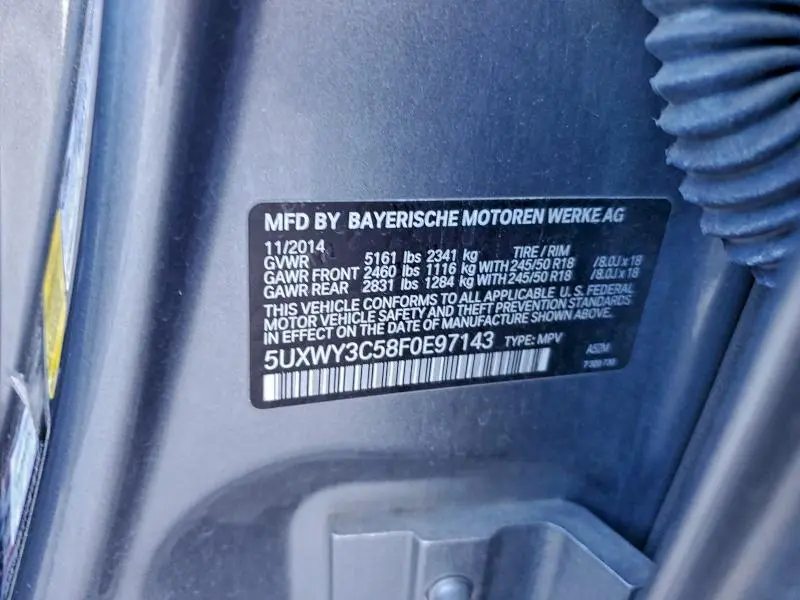 MFD BY BAYERISCHE MOTOREN WERKE AG
11/2014
GVWR 5161 lbs 2341 kg TIRE / RIM
GAWR FRONT 2460 lbs 1116 kg WITH 245/50 R18 /8.0J x 18
GAWR REAR 2831 lbs 1284 kg WITH 245/50 R18 /8.0J x 18
THIS VEHICLE CONFORMS TO ALL APPLICABLE U.S. FEDERAL
MOTOR VEHICLE SAFETY AND THEFT PREVENTION STANDARDS
IN EFFECT ON THE DATE OF MANUFACTURE SHOWN ABOVE.
5UXWY3C58F0E97143 TYPE: MPV